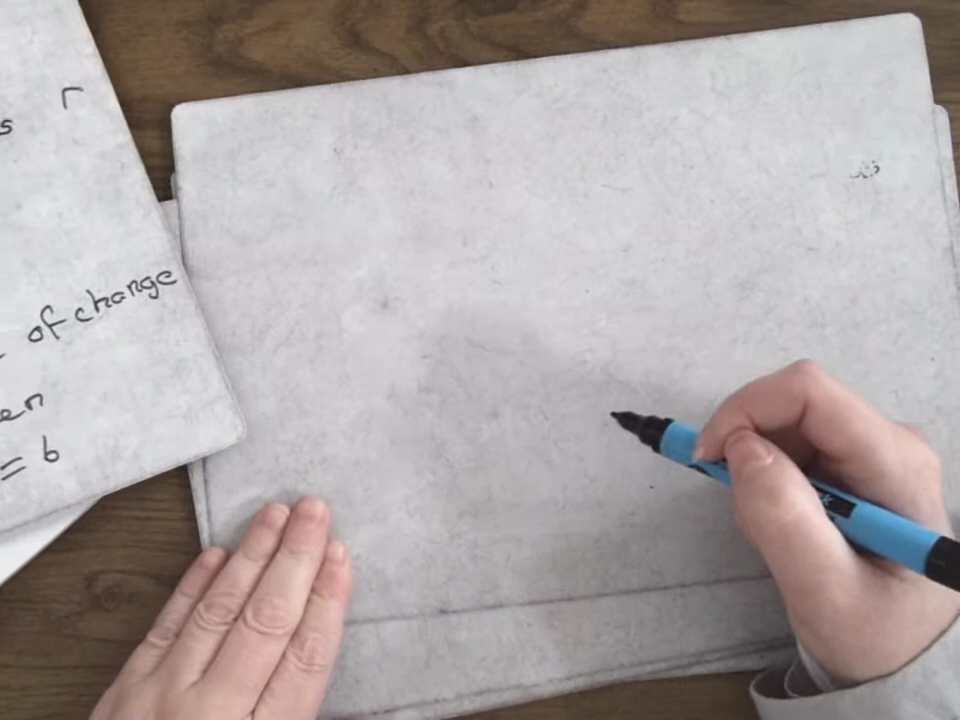 s r
of change
en
= 6